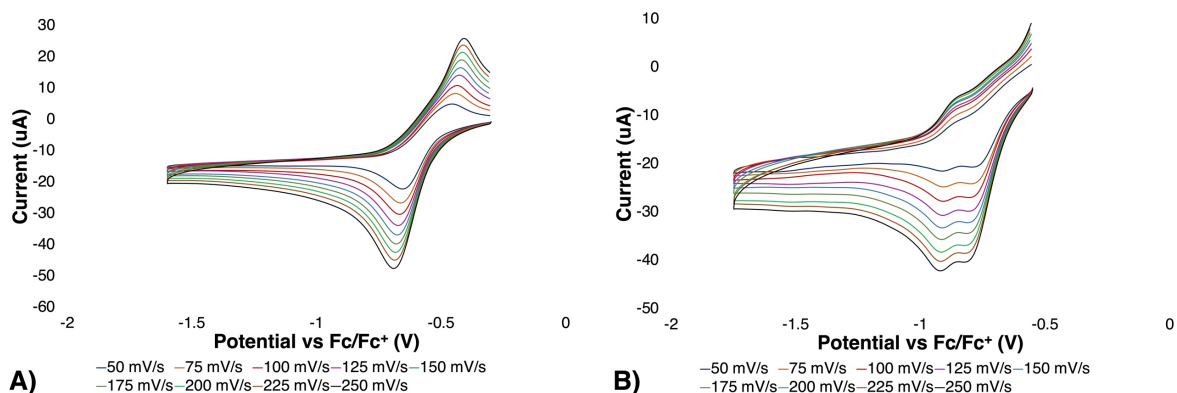 30
20
10
0
-10
-20
-30
-40
-50
-60
Current (uA)
-2 -1.5 -1 -0.5 0
Potential vs Fc/Fc⁺ (V)
50 mV/s 75 mV/s 100 mV/s 125 mV/s 150 mV/s
175 mV/s 200 mV/s 225 mV/s 250 mV/s
A)
10
0
-10
-20
-30
-40
-50
Current (uA)
-2 -1.5 -1 -0.5 0
Potential vs Fc/Fc⁺ (V)
50 mV/s 75 mV/s 100 mV/s 125 mV/s 150 mV/s
175 mV/s 200 mV/s 225 mV/s 250 mV/s
B)